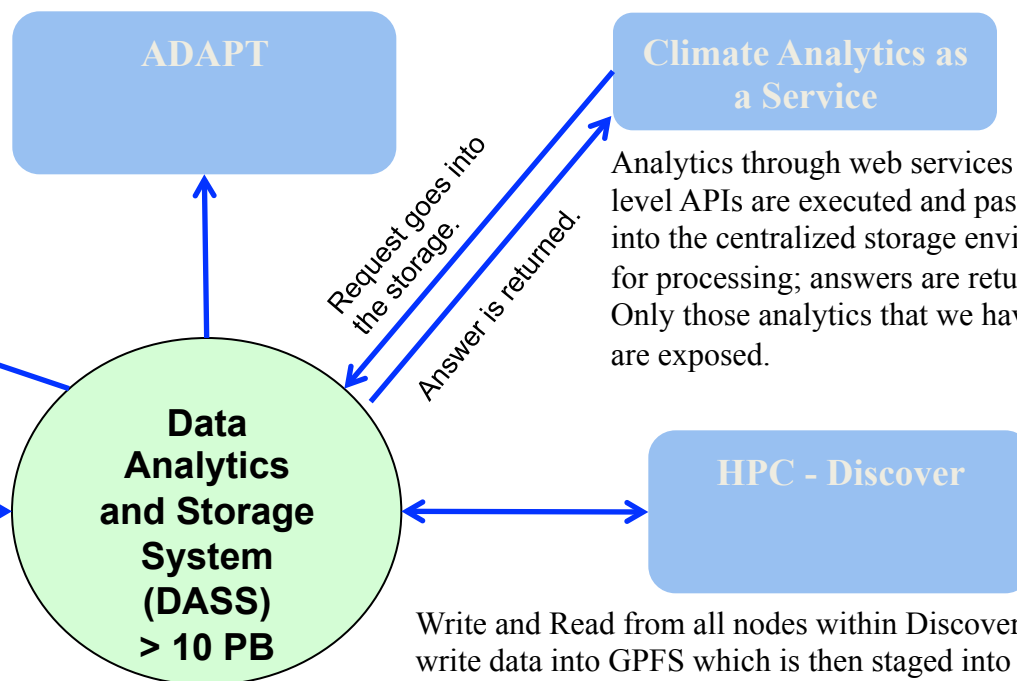 ADAPT
Climate Analytics as
a Service
Request goes into
the storage.
Answer is returned.
Analytics through web services
level APIs are executed and pas
into the centralized storage envi
for processing; answers are retu
Only those analytics that we hav
are exposed.
Data
Analytics
and Storage
System
(DASS)
> 10 PB
HPC - Discover
Write and Read from all nodes within Discover
write data into GPFS which is then staged into